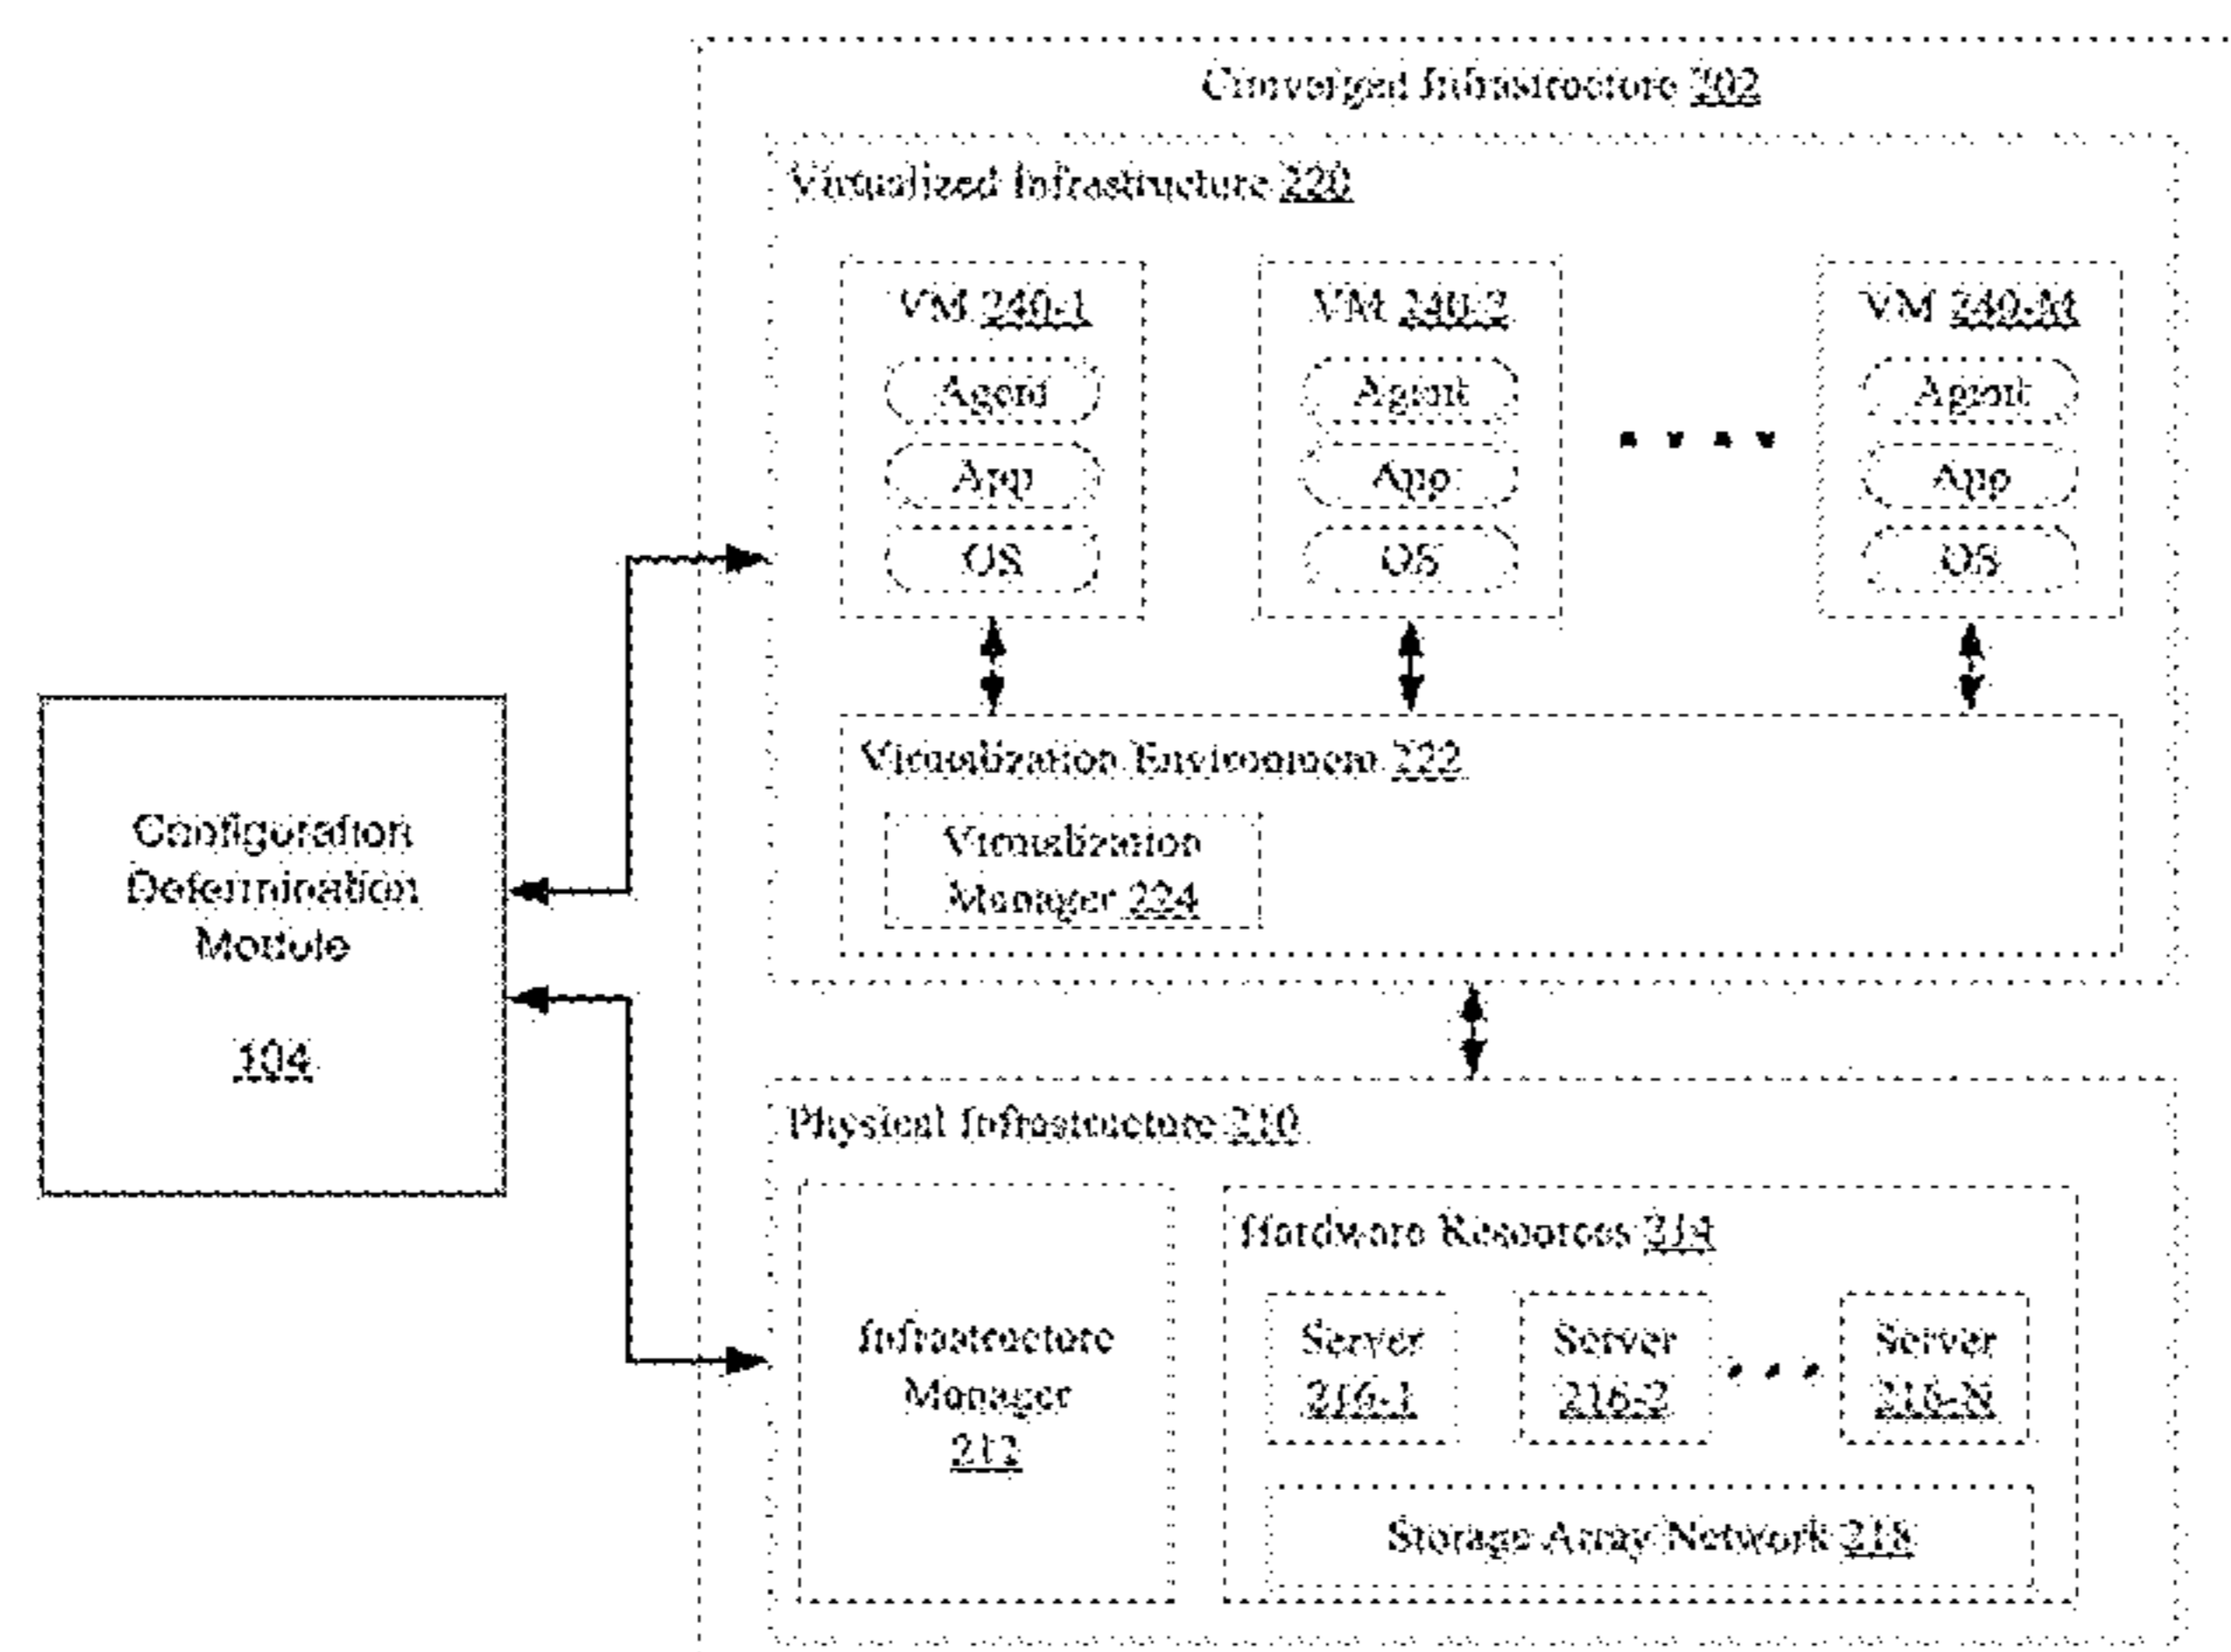 Converged Infrastructure 202
Virtualized Infrastructure 220
VM 240-1
Agent
App
OS
VM 240-2
Agent
App
OS
VM 240-M
Agent
App
OS
Virtualization Environment 222
Virtualization
Manager 224
Configuration
Determination
Module
104
Physical Infrastructure 210
Infrastructure
Manager
212
Hardware Resources 214
Server
216-1
Server
216-2
Server
216-N
Storage Array Network 218